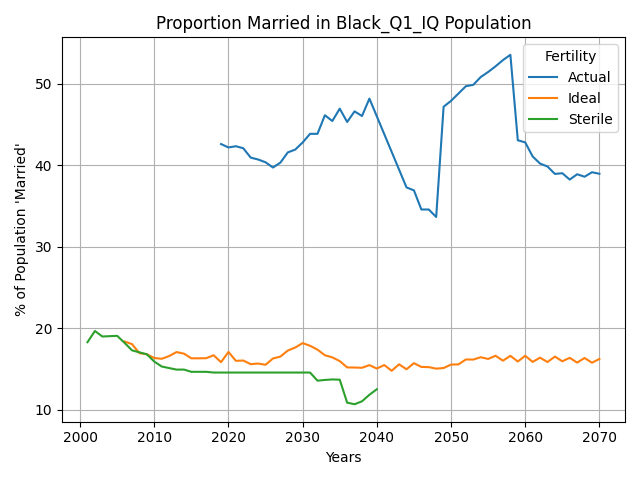 Proportion Married in Black_Q1_IQ Population
% of Population 'Married'
50
40
30
20
10
Fertility
Actual
Ideal
Sterile
2000 2010 2020 2030 2040 2050 2060 2070
Years